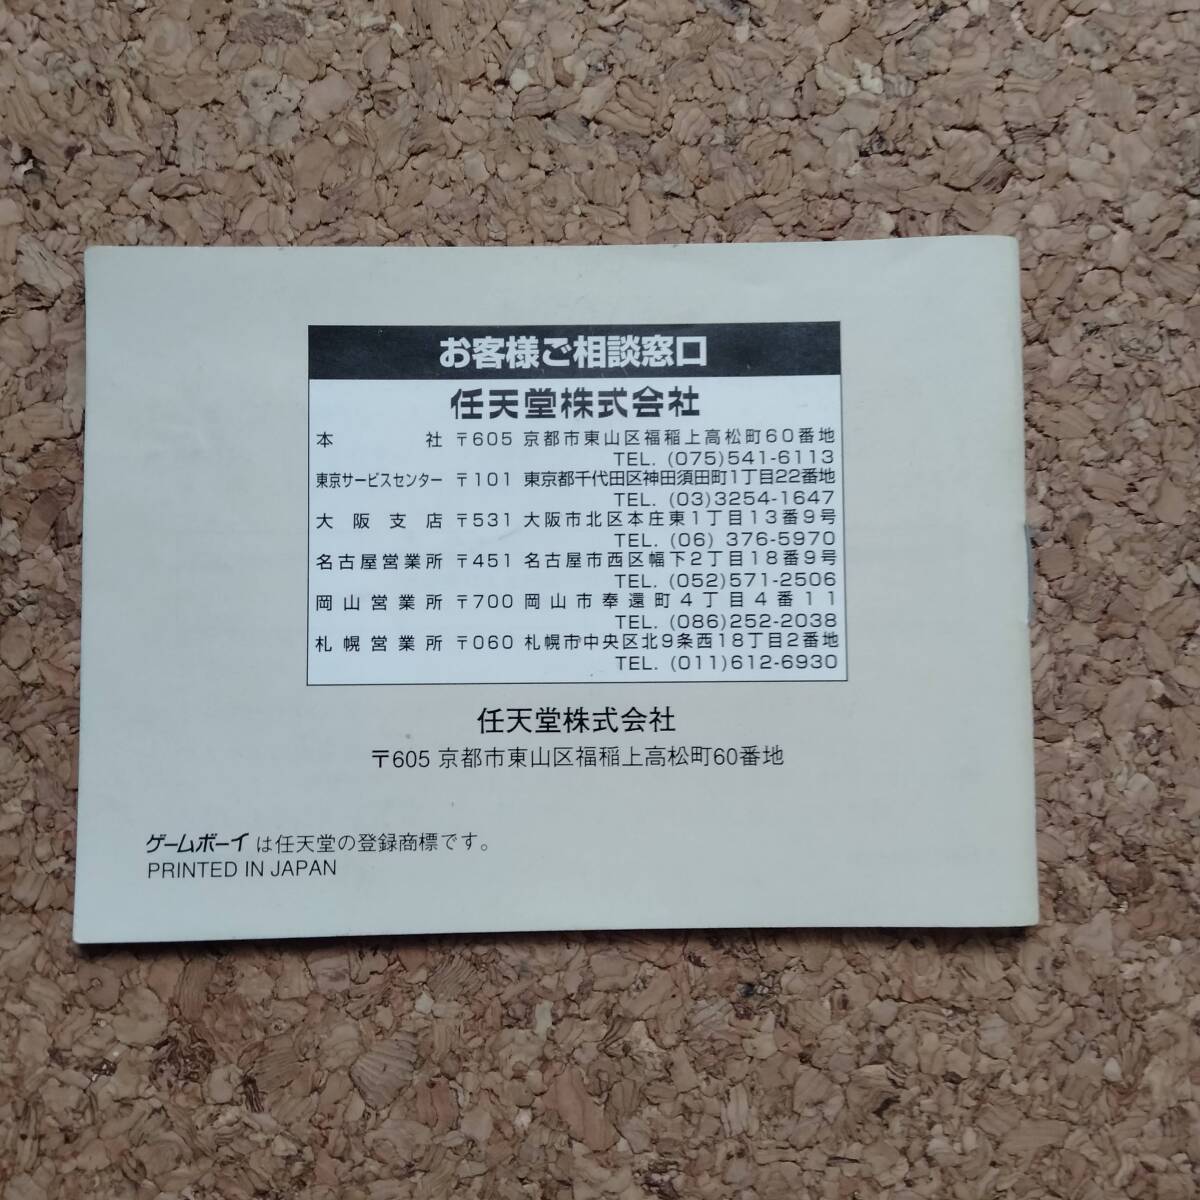 お客様ご相談窓口
任天堂株式会社
本社 〒605 京都市東山区福稲上高松町60番地
TEL. (075)541-6113
東京サービスセンター 〒101 東京都千代田区神田須田町1丁目22番地
TEL. (03)3254-1647
大阪支店 〒531 大阪市北区本庄東1丁目13番9号
TEL. (06) 376-5970
名古屋営業所 〒451 名古屋市西区幅下2丁目18番9号
TEL. (052)571-2506
岡山営業所 〒700 岡山市奉還町4丁目4番11
TEL. (086)252-2038
札幌営業所 〒060 札幌市中央区北9条西18丁目2番地
TEL. (011)612-6930
任天堂株式会社
〒605 京都市東山区福稲上高松町60番地
ゲームボーイ は任天堂の登録商標です。
PRINTED IN JAPAN